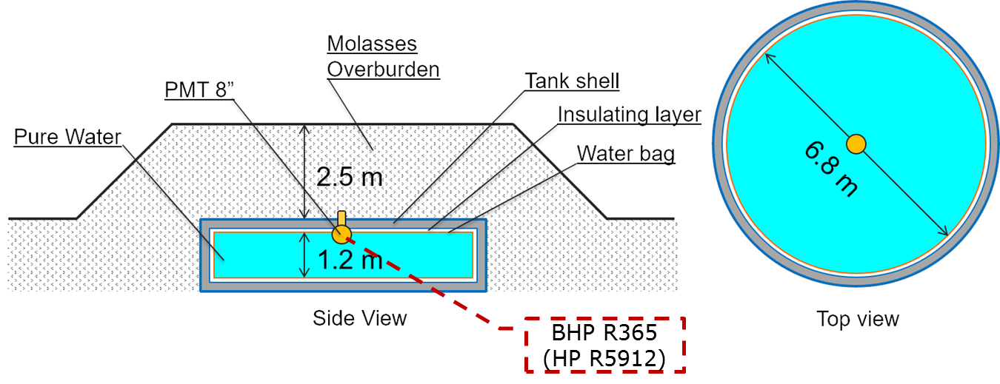 Molasses
Overburden
PMT 8”
Tank shell
Insulating layer
Pure Water
Water bag
2.5 m
1.2 m
Side View
BHP R365
(HP R5912)
6.8 m
Top view